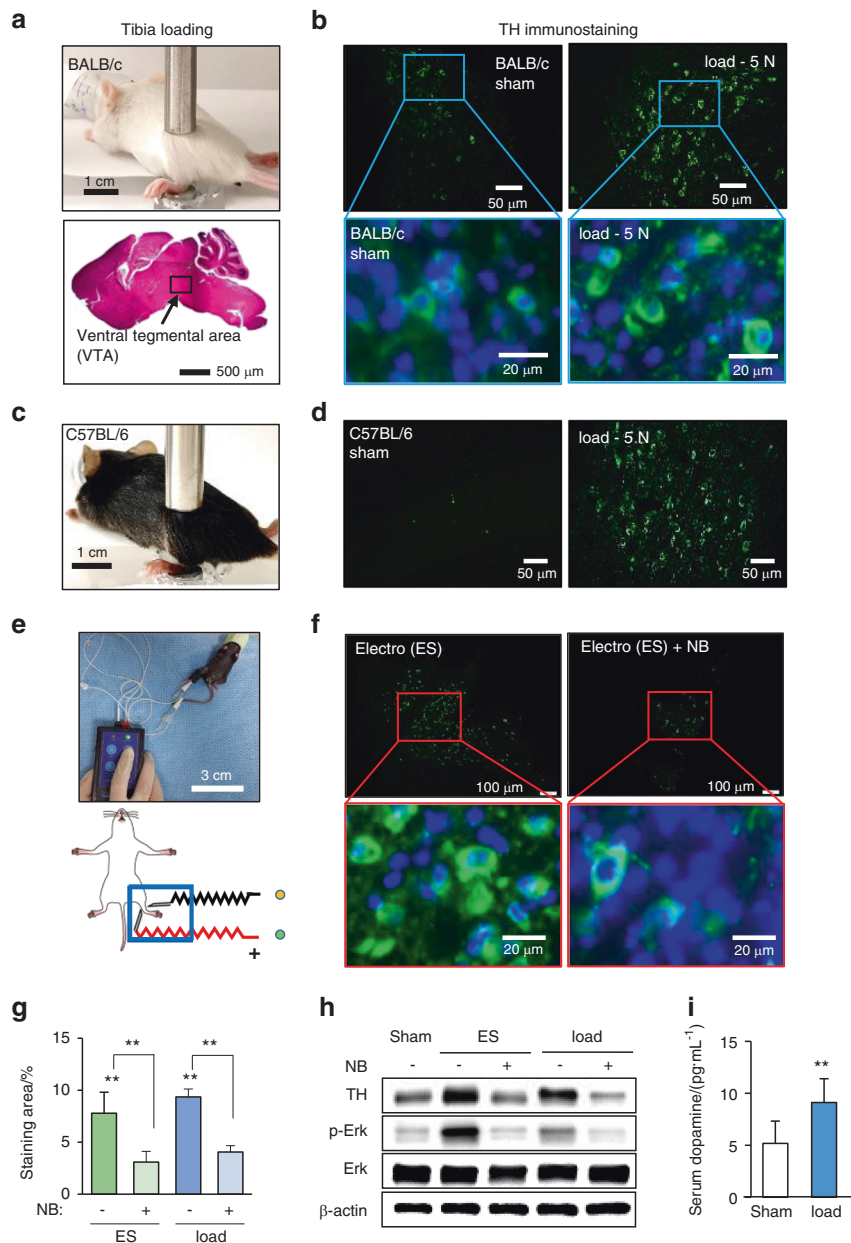 a
Tibia loading
BALB/c
1 cm
Ventral tegmental area
(VTA)
500 μm
b
TH immunostaining
BALB/c
sham
50 μm
load - 5 N
50 μm
BALB/c
sham
20 μm
load - 5 N
20 μm
c
C57BL/6
1 cm
d
C57BL/6
sham
50 μm
load - 5 N
50 μm
e
3 cm
+
f
Electro (ES)
100 μm
Electro (ES) + NB
100 μm
20 μm
20 μm
g
Staining area/%
15
10
5
0
** ** ** **
NB: - + - +
ES load
h
Sham ES load
NB - - + - +
TH
p-Erk
Erk
β-actin
i
Serum dopamine/(pg·mL⁻¹)
15
10
5
0
**
Sham load